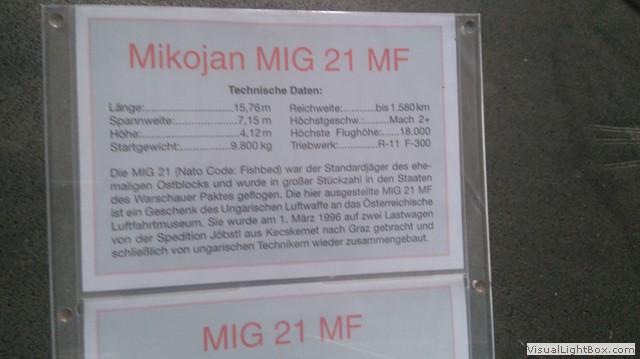 Mikojan MIG 21 MF
Technische Daten:
Länge:..............................15,76 m
Spannweite:......................7,15 m
Höhe:................................4,12 m
Startgewicht:...................9.800 kg
Reichweite:............bis 1.580 km
Höchstgeschw.:.......Mach 2+
Höchste Flughöhe:......18.000
Triebwerk:...........R-11 F-300
Die MIG 21 (Nato Code: Fishbed) war der Standardjäger des ehe-
maligen Ostblocks und wurde in großer Stückzahl in den Staaten
des Warschauer Paktes geflogen. Die hier ausgestellte MIG 21 MF
ist ein Geschenk des Ungarischen Luftwaffe an das Österreichische
Luftfahrtmuseum. Sie wurde am 1. März 1996 auf zwei Lastwagen
von der Spedition Jöbstl aus Kecskemet nach Graz gebracht und
schließlich von ungarischen Technikern wieder zusammengebaut.
MIG 21 MF
VisualLightBox.com